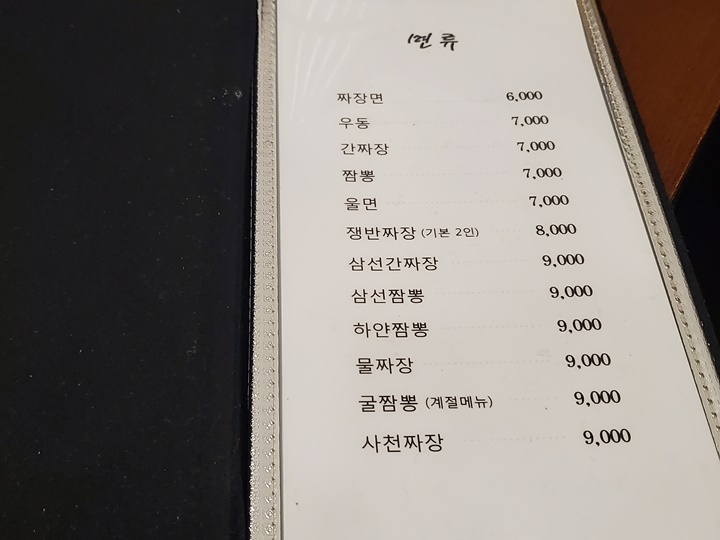 면류
짜장면 6,000
우동 7,000
간짜장 7,000
짬뽕 7,000
울면 7,000
쟁반짜장 (기본 2인) 8,000
삼선간짜장 9,000
삼선짬뽕 9,000
하얀짬뽕 9,000
물짜장 9,000
굴짬뽕 (계절메뉴) 9,000
사천짜장 9,000